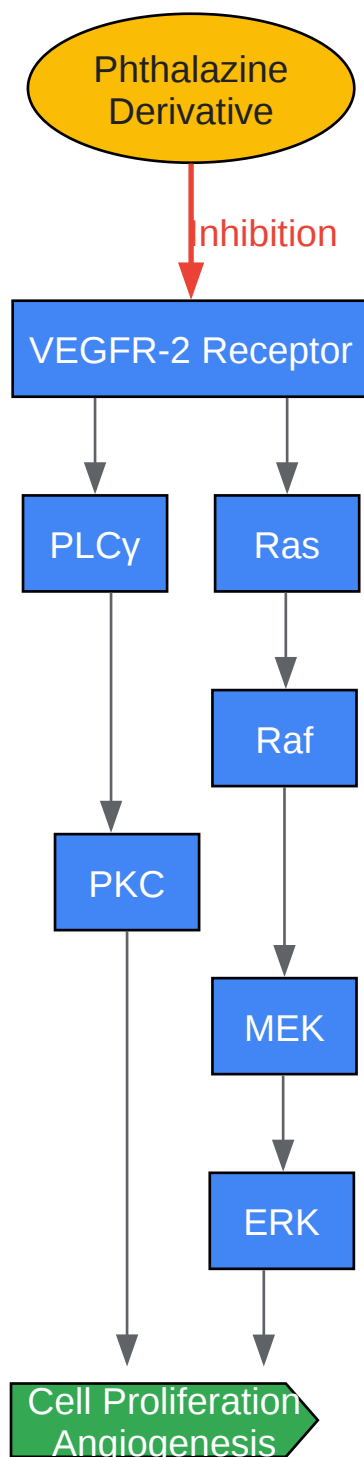 Phthalazine
Derivative
Inhibition
VEGFR-2 Receptor
PLCγ
Ras
Raf
PKC
MEK
ERK
Cell Proliferation
Angiogenesis